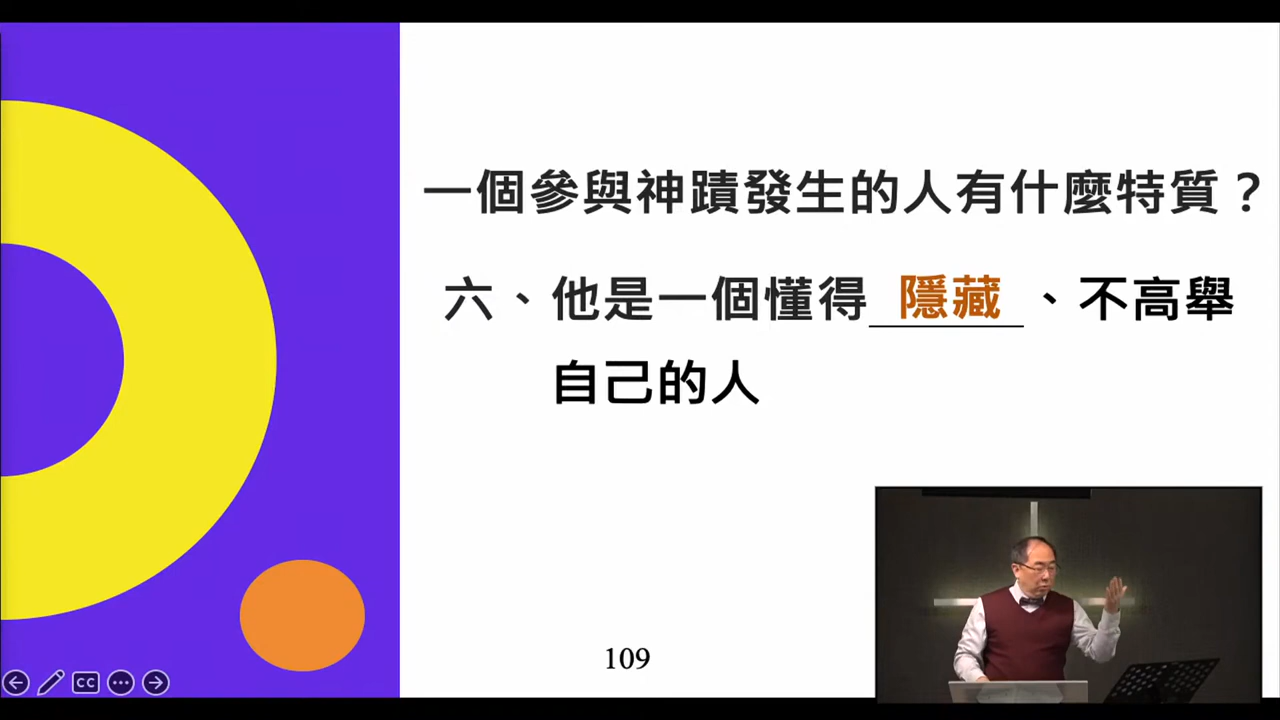 一個參與神蹟發生的人有什麼特質？
六、他是一個懂得 隱藏 、不高舉
自己的人
109
CC